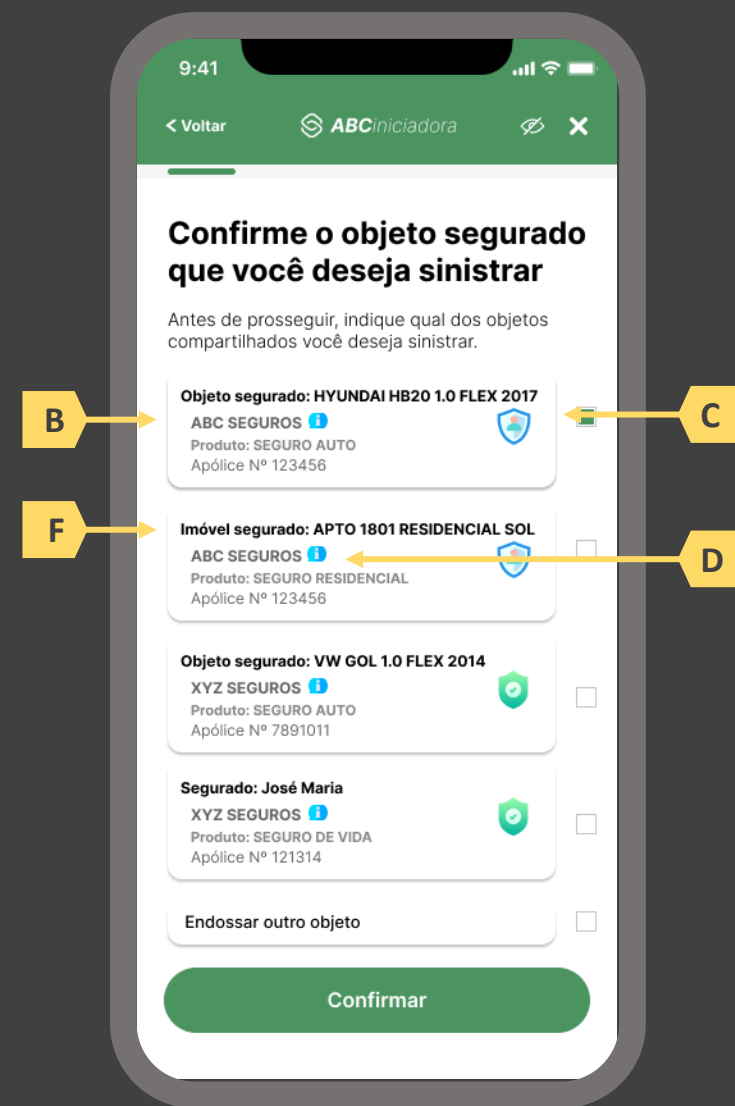 9:41
< Voltar
ABCiniciadora
Confirme o objeto segurado
que você deseja sinistrar
Antes de prosseguir, indique qual dos objetos
compartilhados você deseja sinistrar.
B
Objeto segurado: HYUNDAI HB20 1.0 FLEX 2017
ABC SEGUROS i
Produto: SEGURO AUTO
Apólice Nº 123456
C
F
Imóvel segurado: APTO 1801 RESIDENCIAL SOL
ABC SEGUROS i
Produto: SEGURO RESIDENCIAL
Apólice Nº 123456
D
Objeto segurado: VW GOL 1.0 FLEX 2014
XYZ SEGUROS i
Produto: SEGURO AUTO
Apólice Nº 7891011
Segurado: José Maria
XYZ SEGUROS i
Produto: SEGURO DE VIDA
Apólice Nº 121314
Endossar outro objeto
Confirmar